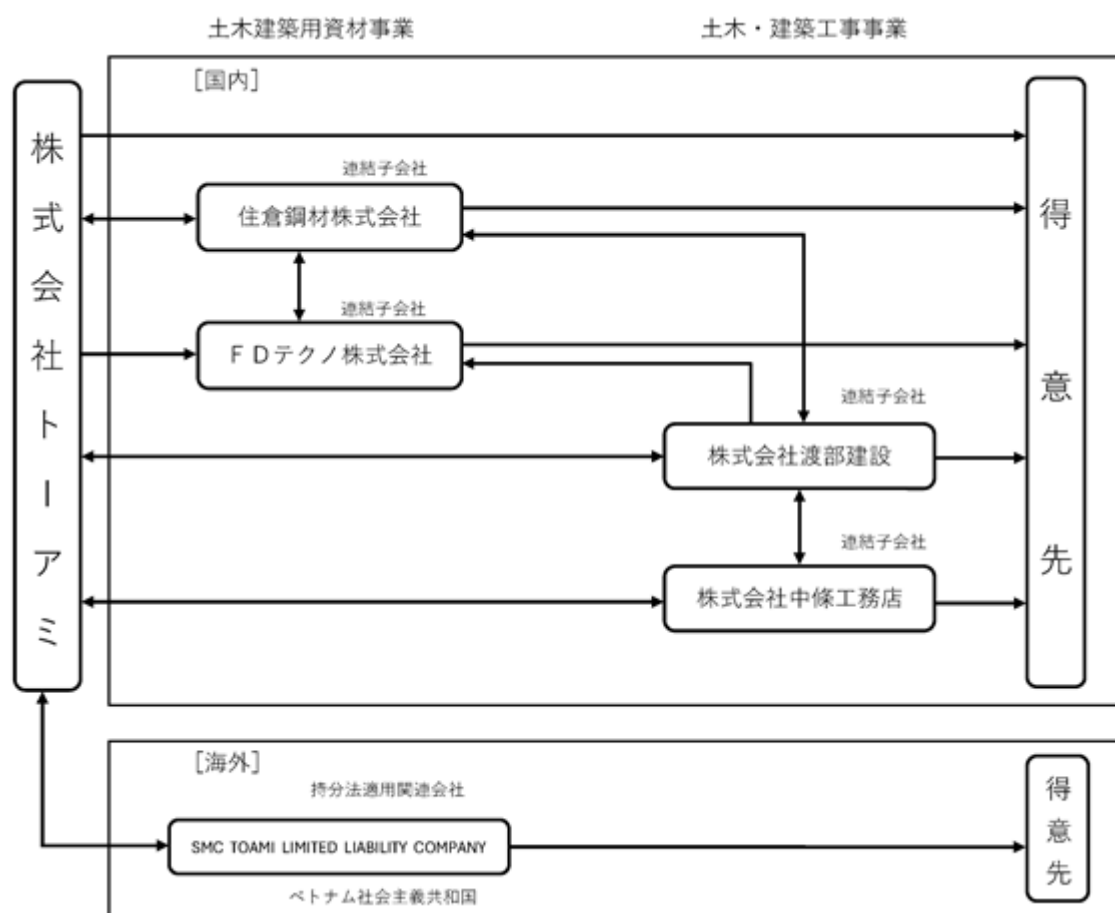 土木建築用資材事業
土木・建築工事事業
［国内］
株式会社トーアミ
連結子会社
住倉鋼材株式会社
連結子会社
ＦＤテクノ株式会社
連結子会社
株式会社渡部建設
連結子会社
株式会社中條工務店
得意先
［海外］
持分法適用関連会社
SMC TOAMI LIMITED LIABILITY COMPANY
ベトナム社会主義共和国
得意先